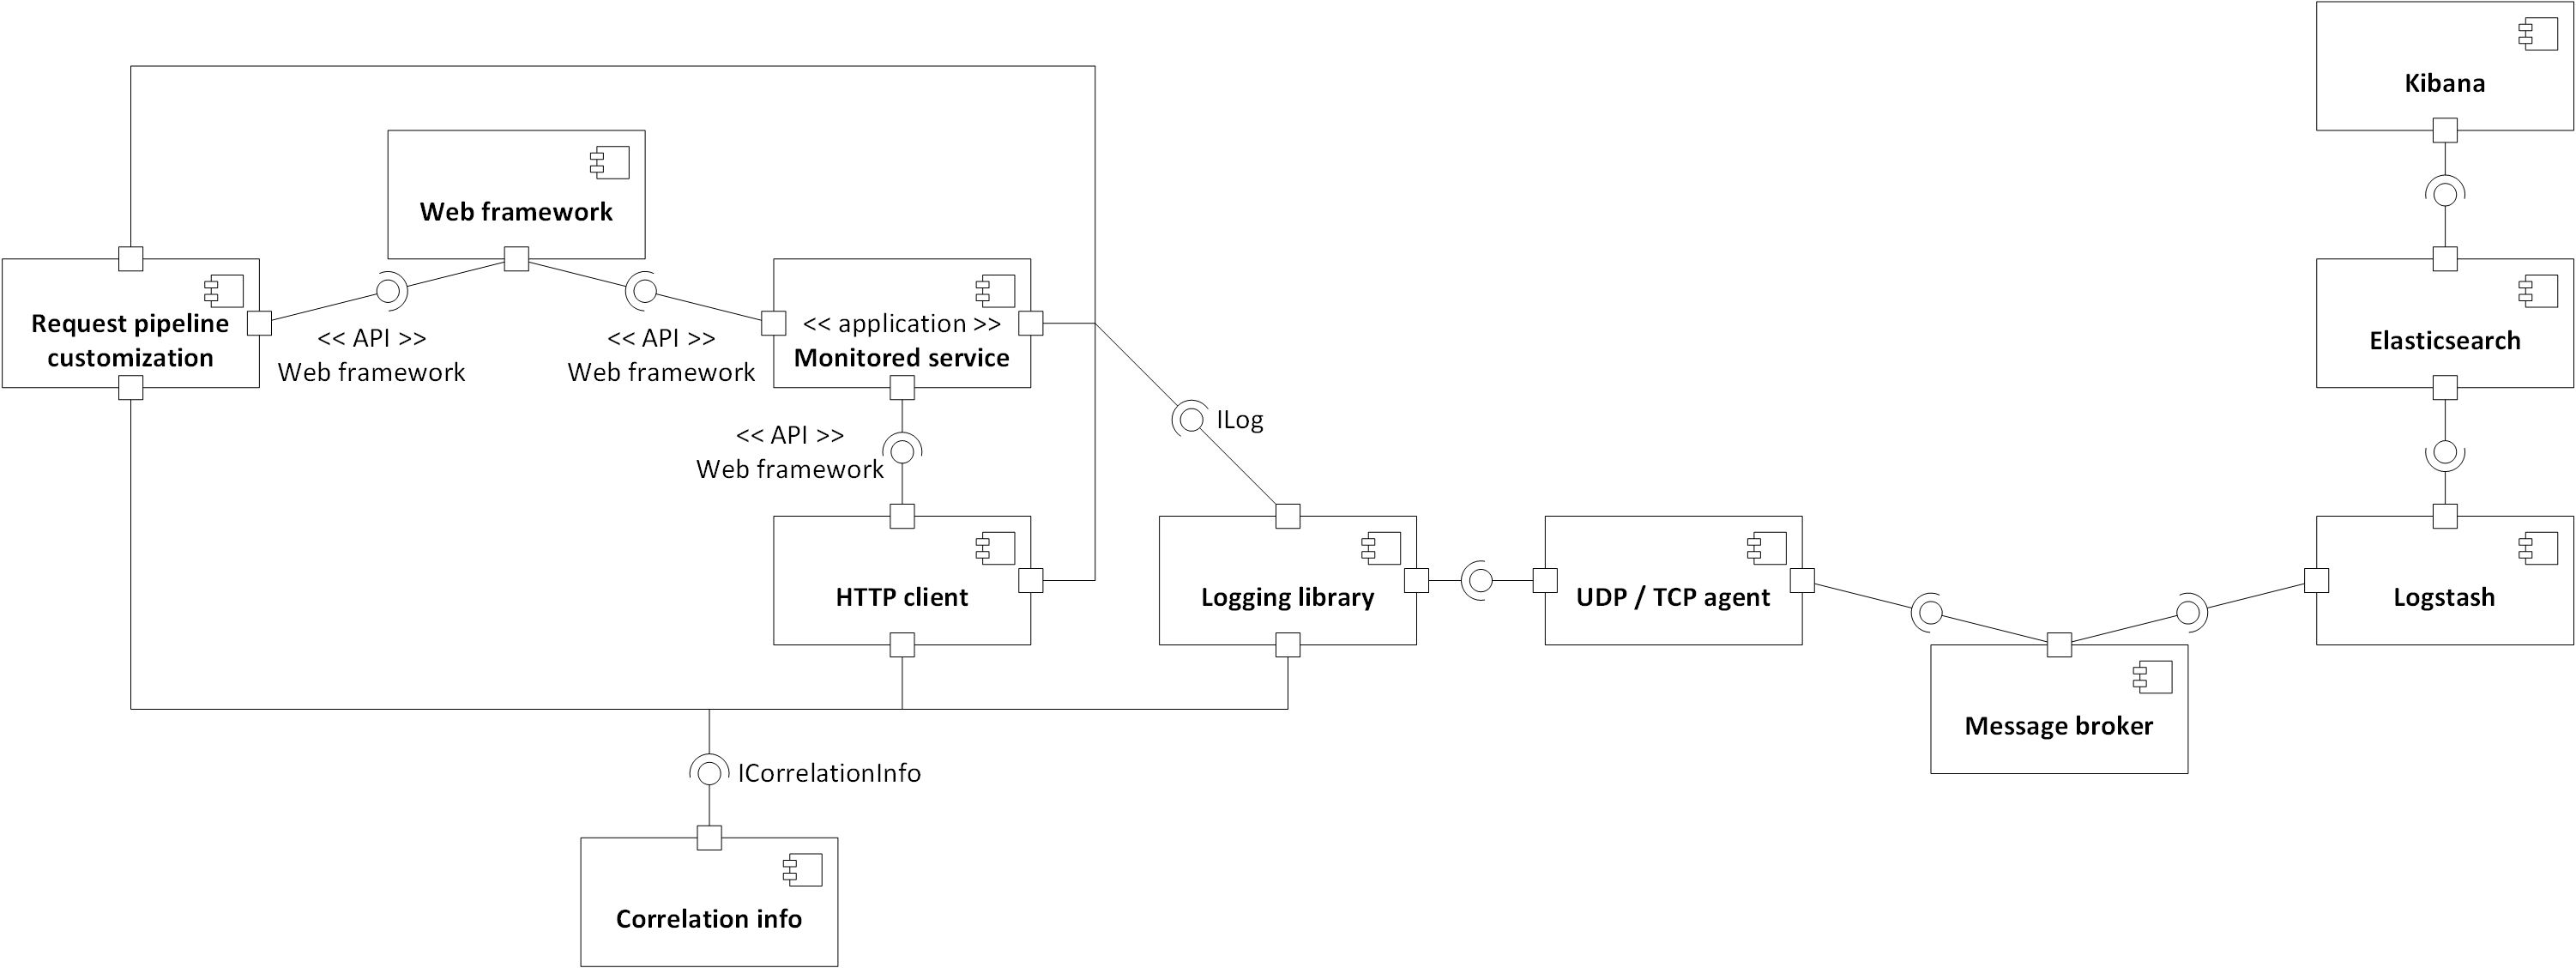 Kibana
Web framework
Request pipeline
customization
<< API >>
Web framework
<< API >>
Web framework
<< application >>
Monitored service
Elasticsearch
<< API >>
Web framework
ILog
HTTP client
Logging library
UDP / TCP agent
Logstash
Message broker
ICorrelationInfo
Correlation info